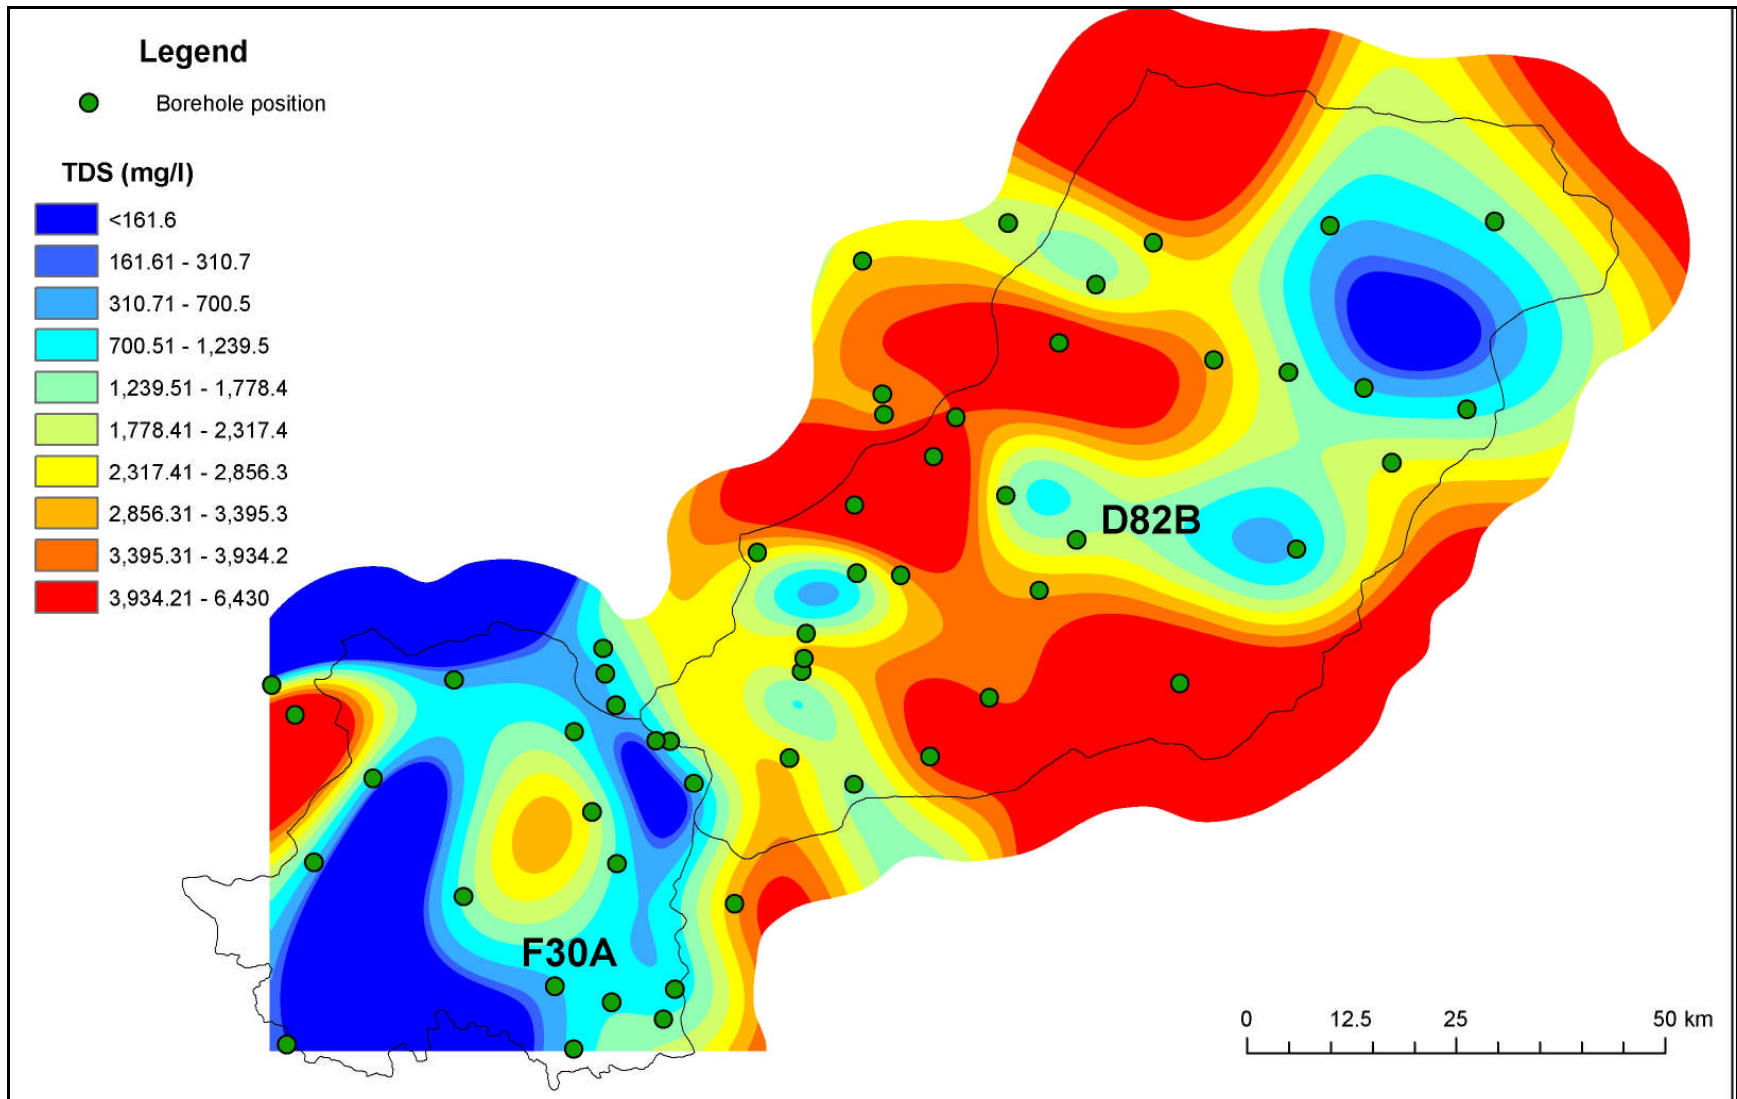 Legend
Borehole position
TDS (mg/l)
<161.6
161.61 - 310.7
310.71 - 700.5
700.51 - 1,239.5
1,239.51 - 1,778.4
1,778.41 - 2,317.4
2,317.41 - 2,856.3
2,856.31 - 3,395.3
3,395.31 - 3,934.2
3,934.21 - 6,430
D82B
F30A
0 12.5 25 50 km